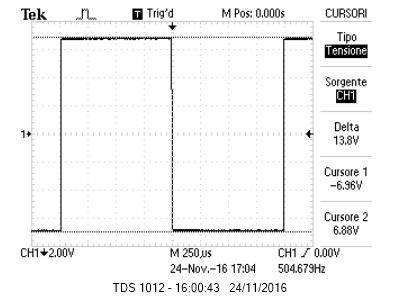 Tek Trig'd M Pos: 0.000s CURSORI
Tipo
Tensione
Sorgente
CH1
Delta
13.8V
Cursore 1
-6.96V
Cursore 2
6.88V
1
CH1 2.00V M 250µs CH1 0.00V
24-Nov.-16 17:04 504.679Hz
TDS 1012 - 16:00:43 24/11/2016